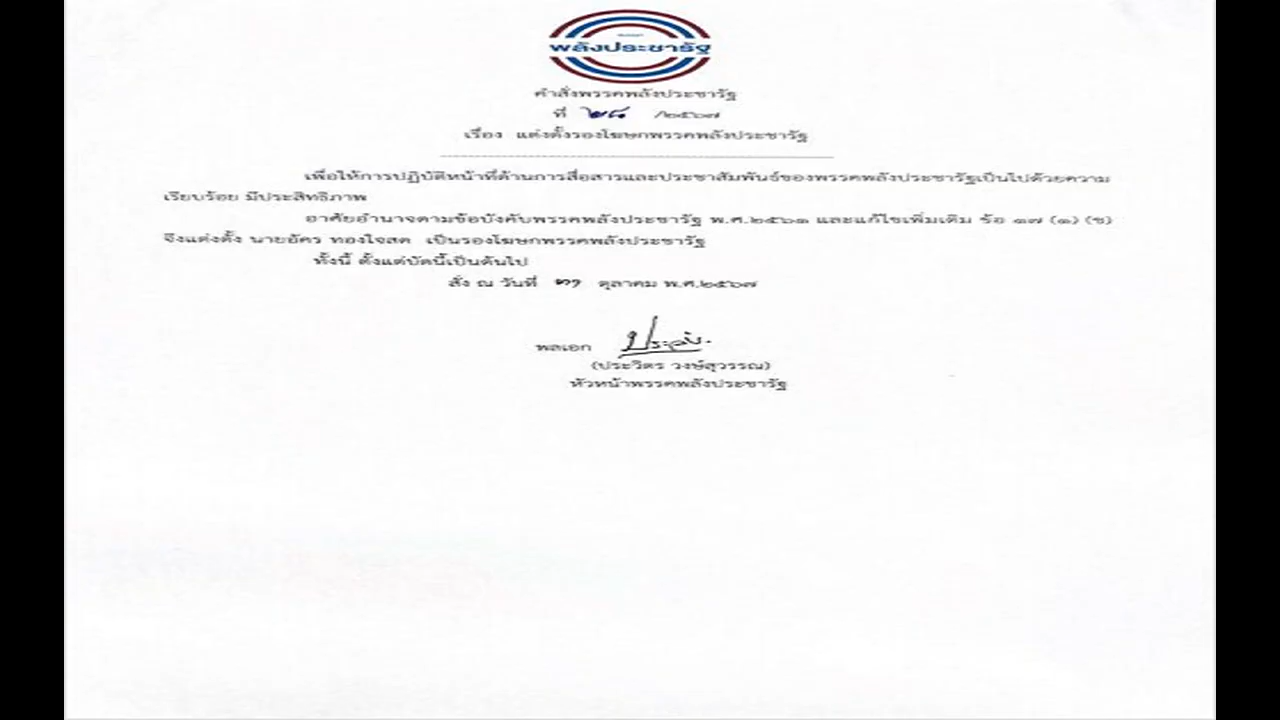 พลังประชารัฐ
คำสั่งพรรคพลังประชารัฐ
ที่ ๒๘ /๒๕๖๗
เรื่อง แต่งตั้งรองโฆษกพรรคพลังประชารัฐ
เพื่อให้การปฏิบัติหน้าที่ด้านการสื่อสารและประชาสัมพันธ์ของพรรคพลังประชารัฐเป็นไปด้วยความ
เรียบร้อย มีประสิทธิภาพ
อาศัยอำนาจตามข้อบังคับพรรคพลังประชารัฐ พ.ศ.๒๕๖๑ และแก้ไขเพิ่มเติม ข้อ ๑๗ (๑) (ช)
จึงแต่งตั้ง นายอัคร ทองใจสด เป็นรองโฆษกพรรคพลังประชารัฐ
ทั้งนี้ ตั้งแต่บัดนี้เป็นต้นไป
สั่ง ณ วันที่ ๓๑ ตุลาคม พ.ศ.๒๕๖๗
พลเอก ประวิตร
(ประวิตร วงษ์สุวรรณ)
หัวหน้าพรรคพลังประชารัฐ